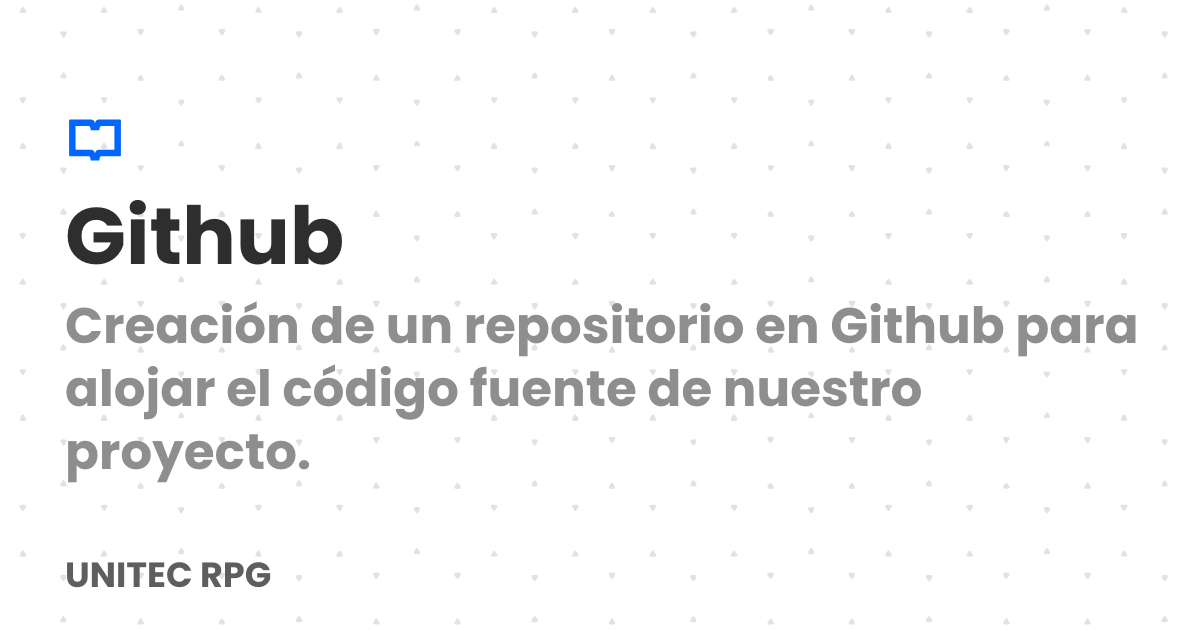 Github
Creación de un repositorio en Github para
alojar el código fuente de nuestro
proyecto.
UNITEC RPG